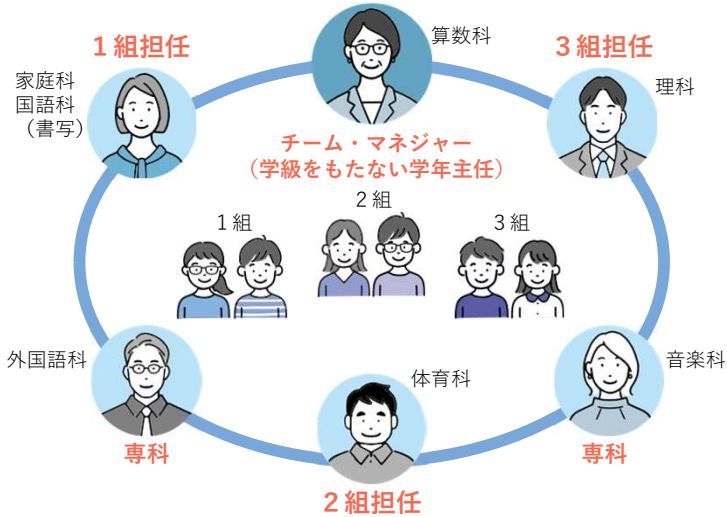 1組担任
家庭科
国語科
（書写）
算数科
3組担任
理科
チーム・マネジャー
（学級をもたない学年主任）
1組
2組
3組
外国語科
専科
体育科
2組担任
音楽科
専科